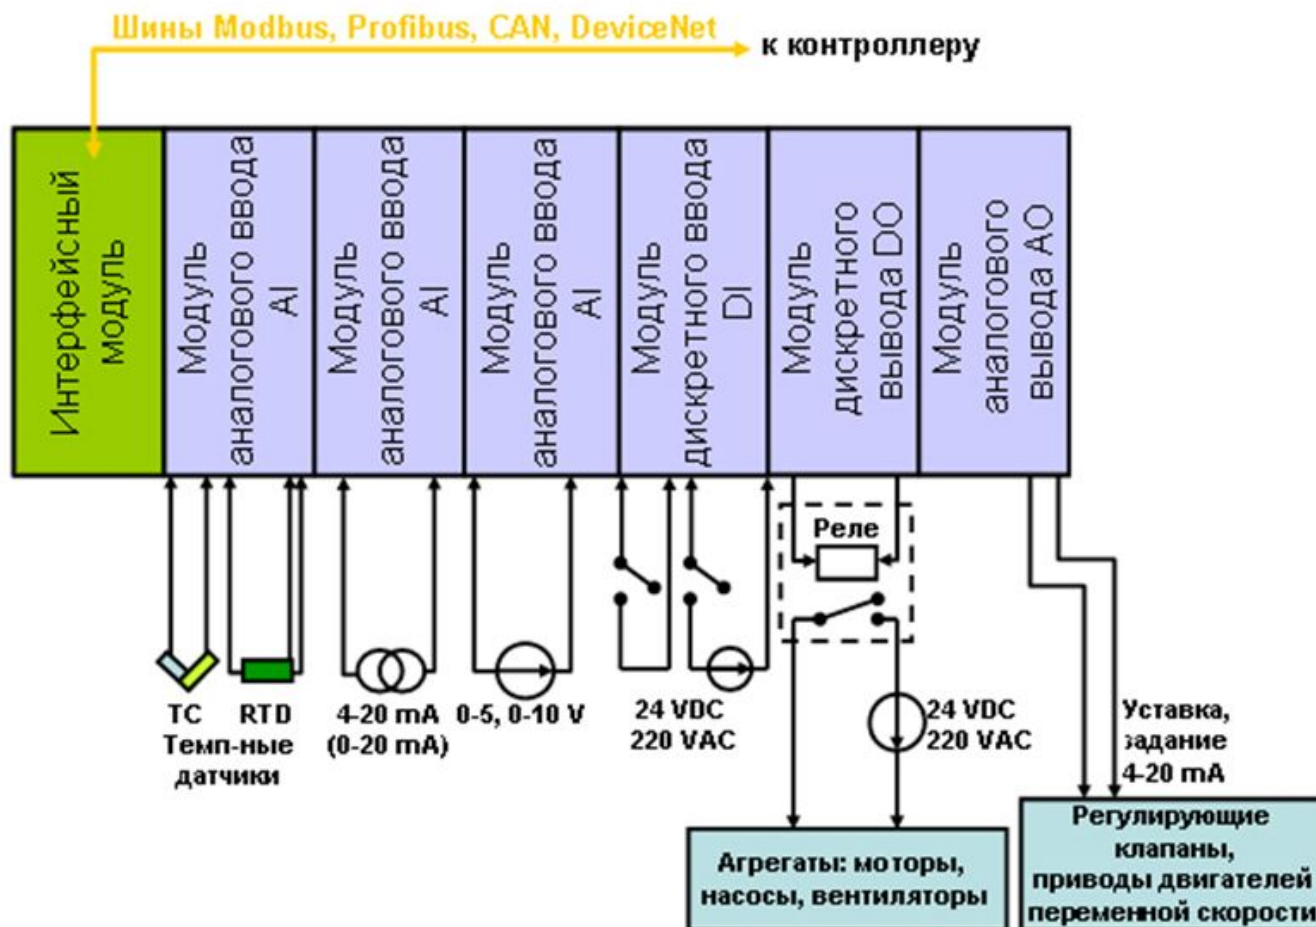 Шины Modbus, Profibus, CAN, DeviceNet
к контроллеру
Интерфейсный
модуль
Модуль
аналогового ввода
AI
Модуль
аналогового ввода
AI
Модуль
аналогового ввода
AI
Модуль
дискретного ввода
DI
Модуль
дискретного
вывода DO
Модуль
аналогового
вывода AO
Реле
TC
RTD
Темп-ные
датчики
4-20 mA
(0-20 mA)
0-5, 0-10 V
24 VDC
220 VAC
24 VDC
220 VAC
Уставка,
задание
4-20 mA
Агрегаты: моторы,
насосы, вентиляторы
Регулирующие
клапаны,
приводы двигателей
переменной скорости